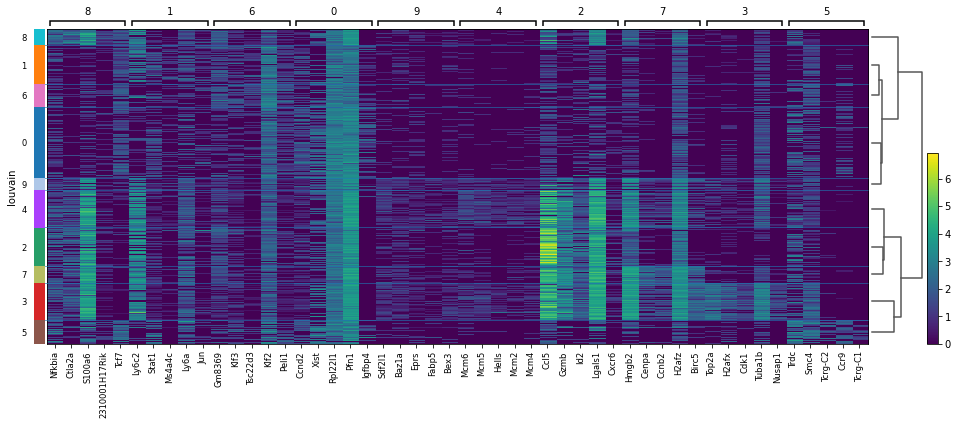 8 1 6 0 9 4 2 7 3 5
louvain
8
1
6
0
9
4
2
7
3
5
6
5
4
3
2
1
0
Nfkbia
Ctla2a
S100a6
2310001H17Rik
Tcf7
Ly6c2
Stat1
Ms4a4c
Ly6a
Jun
Gm8369
Klf3
Tsc22d3
Klf2
Peli1
Ccnd2
Xist
Rpl22l1
Pfn1
Igfbp4
Sdf2l1
Baz1a
Eprs
Fabp5
Bex3
Mcm6
Mcm5
Hells
Mcm2
Mcm4
Ccl5
Gzmb
Id2
Lgals1
Cxcr6
Hmgb2
Cenpa
Ccnb2
H2afz
Birc5
Top2a
H2afx
Cdk1
Tuba1b
Nusap1
Trdc
Smc4
Tcrg-C2
Ccr9
Tcrg-C1